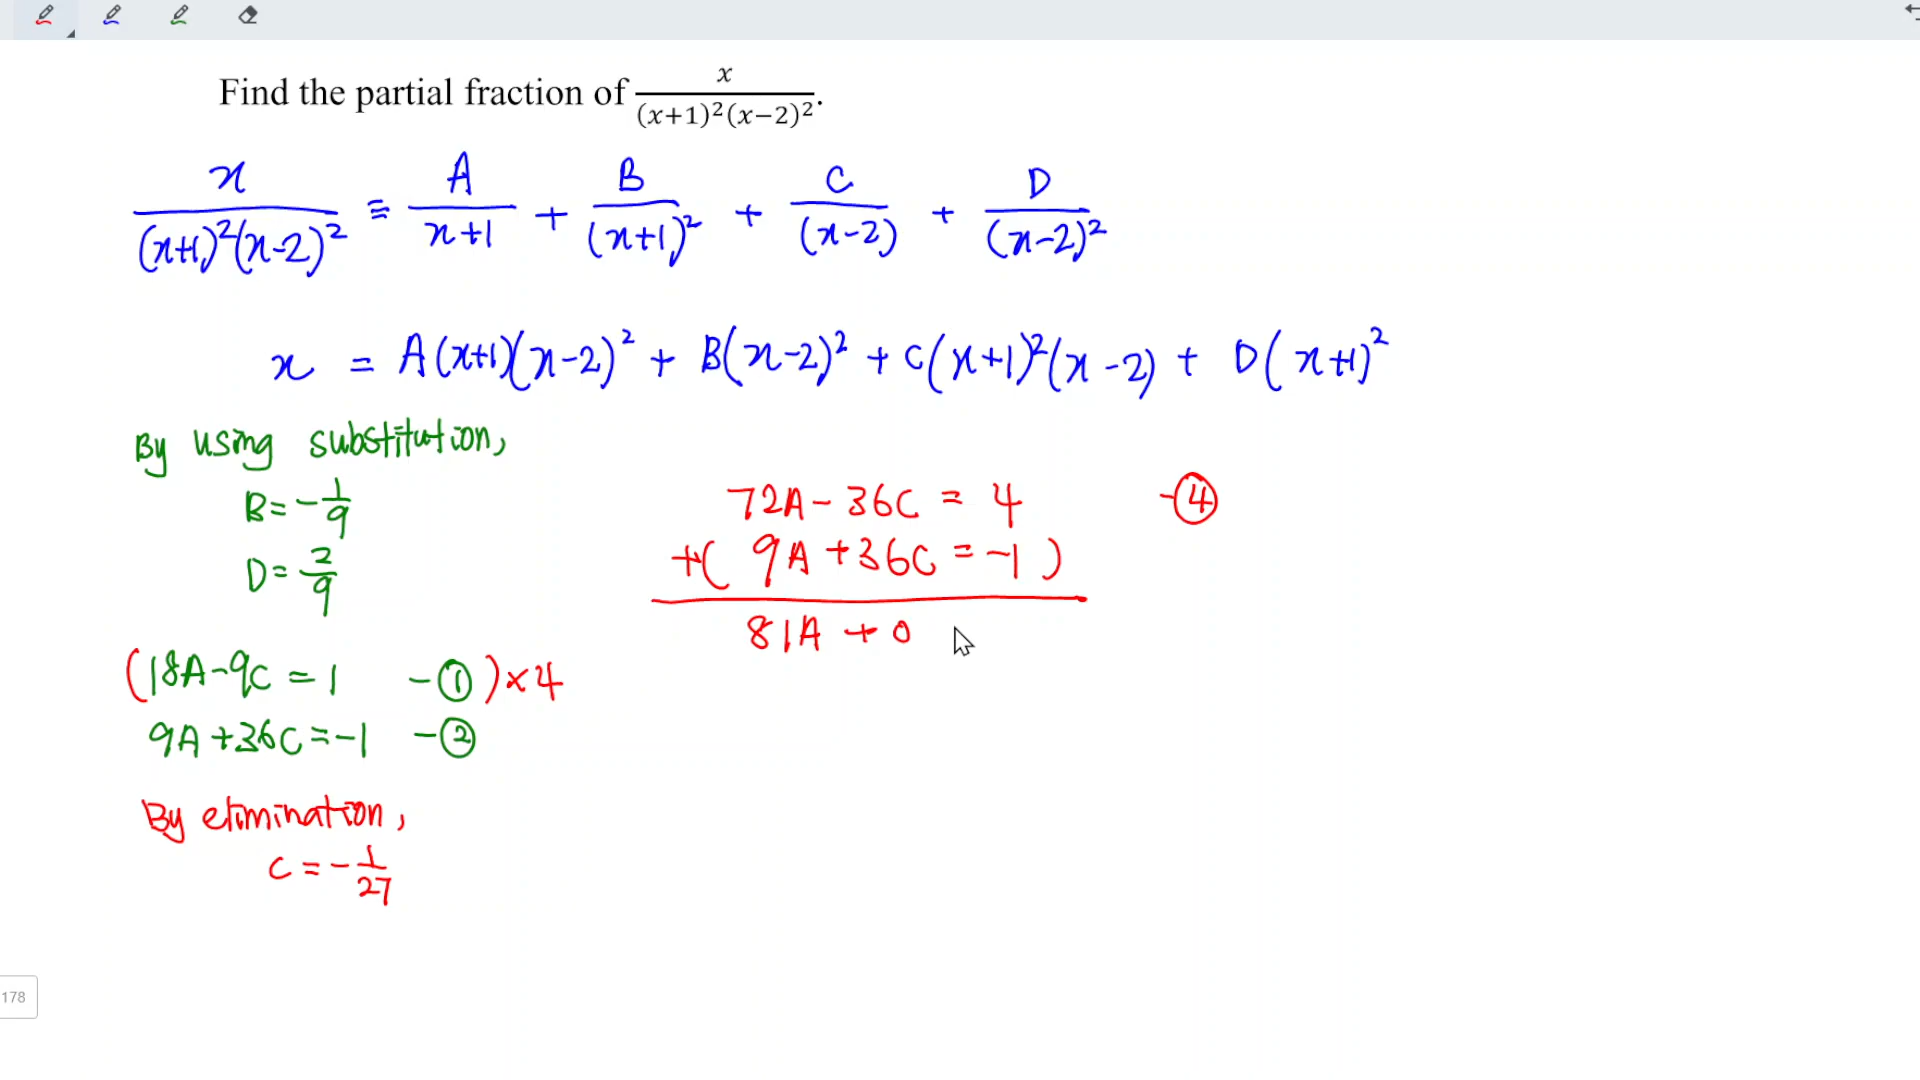 Find the partial fraction of x/((x+1)²(x−2)²).
x/((x+1)²(x-2)²) ≡ A/(x+1) + B/(x+1)² + C/(x-2) + D/(x-2)²
x = A(x+1)(x-2)² + B(x-2)² + C(x+1)²(x-2) + D(x+1)²
By using substitution,
B = -1/9
D = 2/9
(18A-9C = 1 -①) ×4
9A+36C = -1 -②
By elimination,
C = -1/27
72A - 36C = 4 -④
+( 9A + 36C = -1 )
81A + 0
178